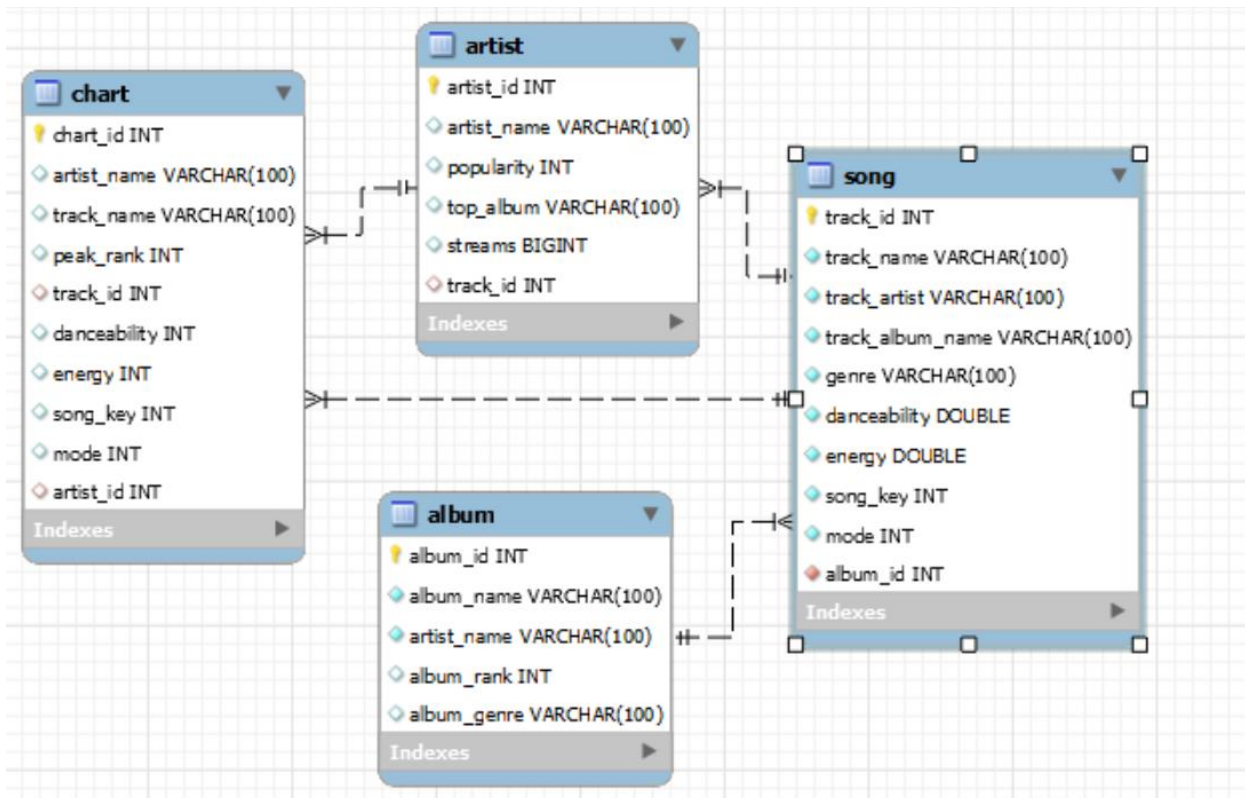 chart
chart_id INT
artist_name VARCHAR(100)
track_name VARCHAR(100)
peak_rank INT
track_id INT
danceability INT
energy INT
song_key INT
mode INT
artist_id INT
Indexes
artist
artist_id INT
artist_name VARCHAR(100)
popularity INT
top_album VARCHAR(100)
streams BIGINT
track_id INT
Indexes
song
track_id INT
track_name VARCHAR(100)
track_artist VARCHAR(100)
track_album_name VARCHAR(100)
genre VARCHAR(100)
danceability DOUBLE
energy DOUBLE
song_key INT
mode INT
album_id INT
Indexes
album
album_id INT
album_name VARCHAR(100)
artist_name VARCHAR(100)
album_rank INT
album_genre VARCHAR(100)
Indexes